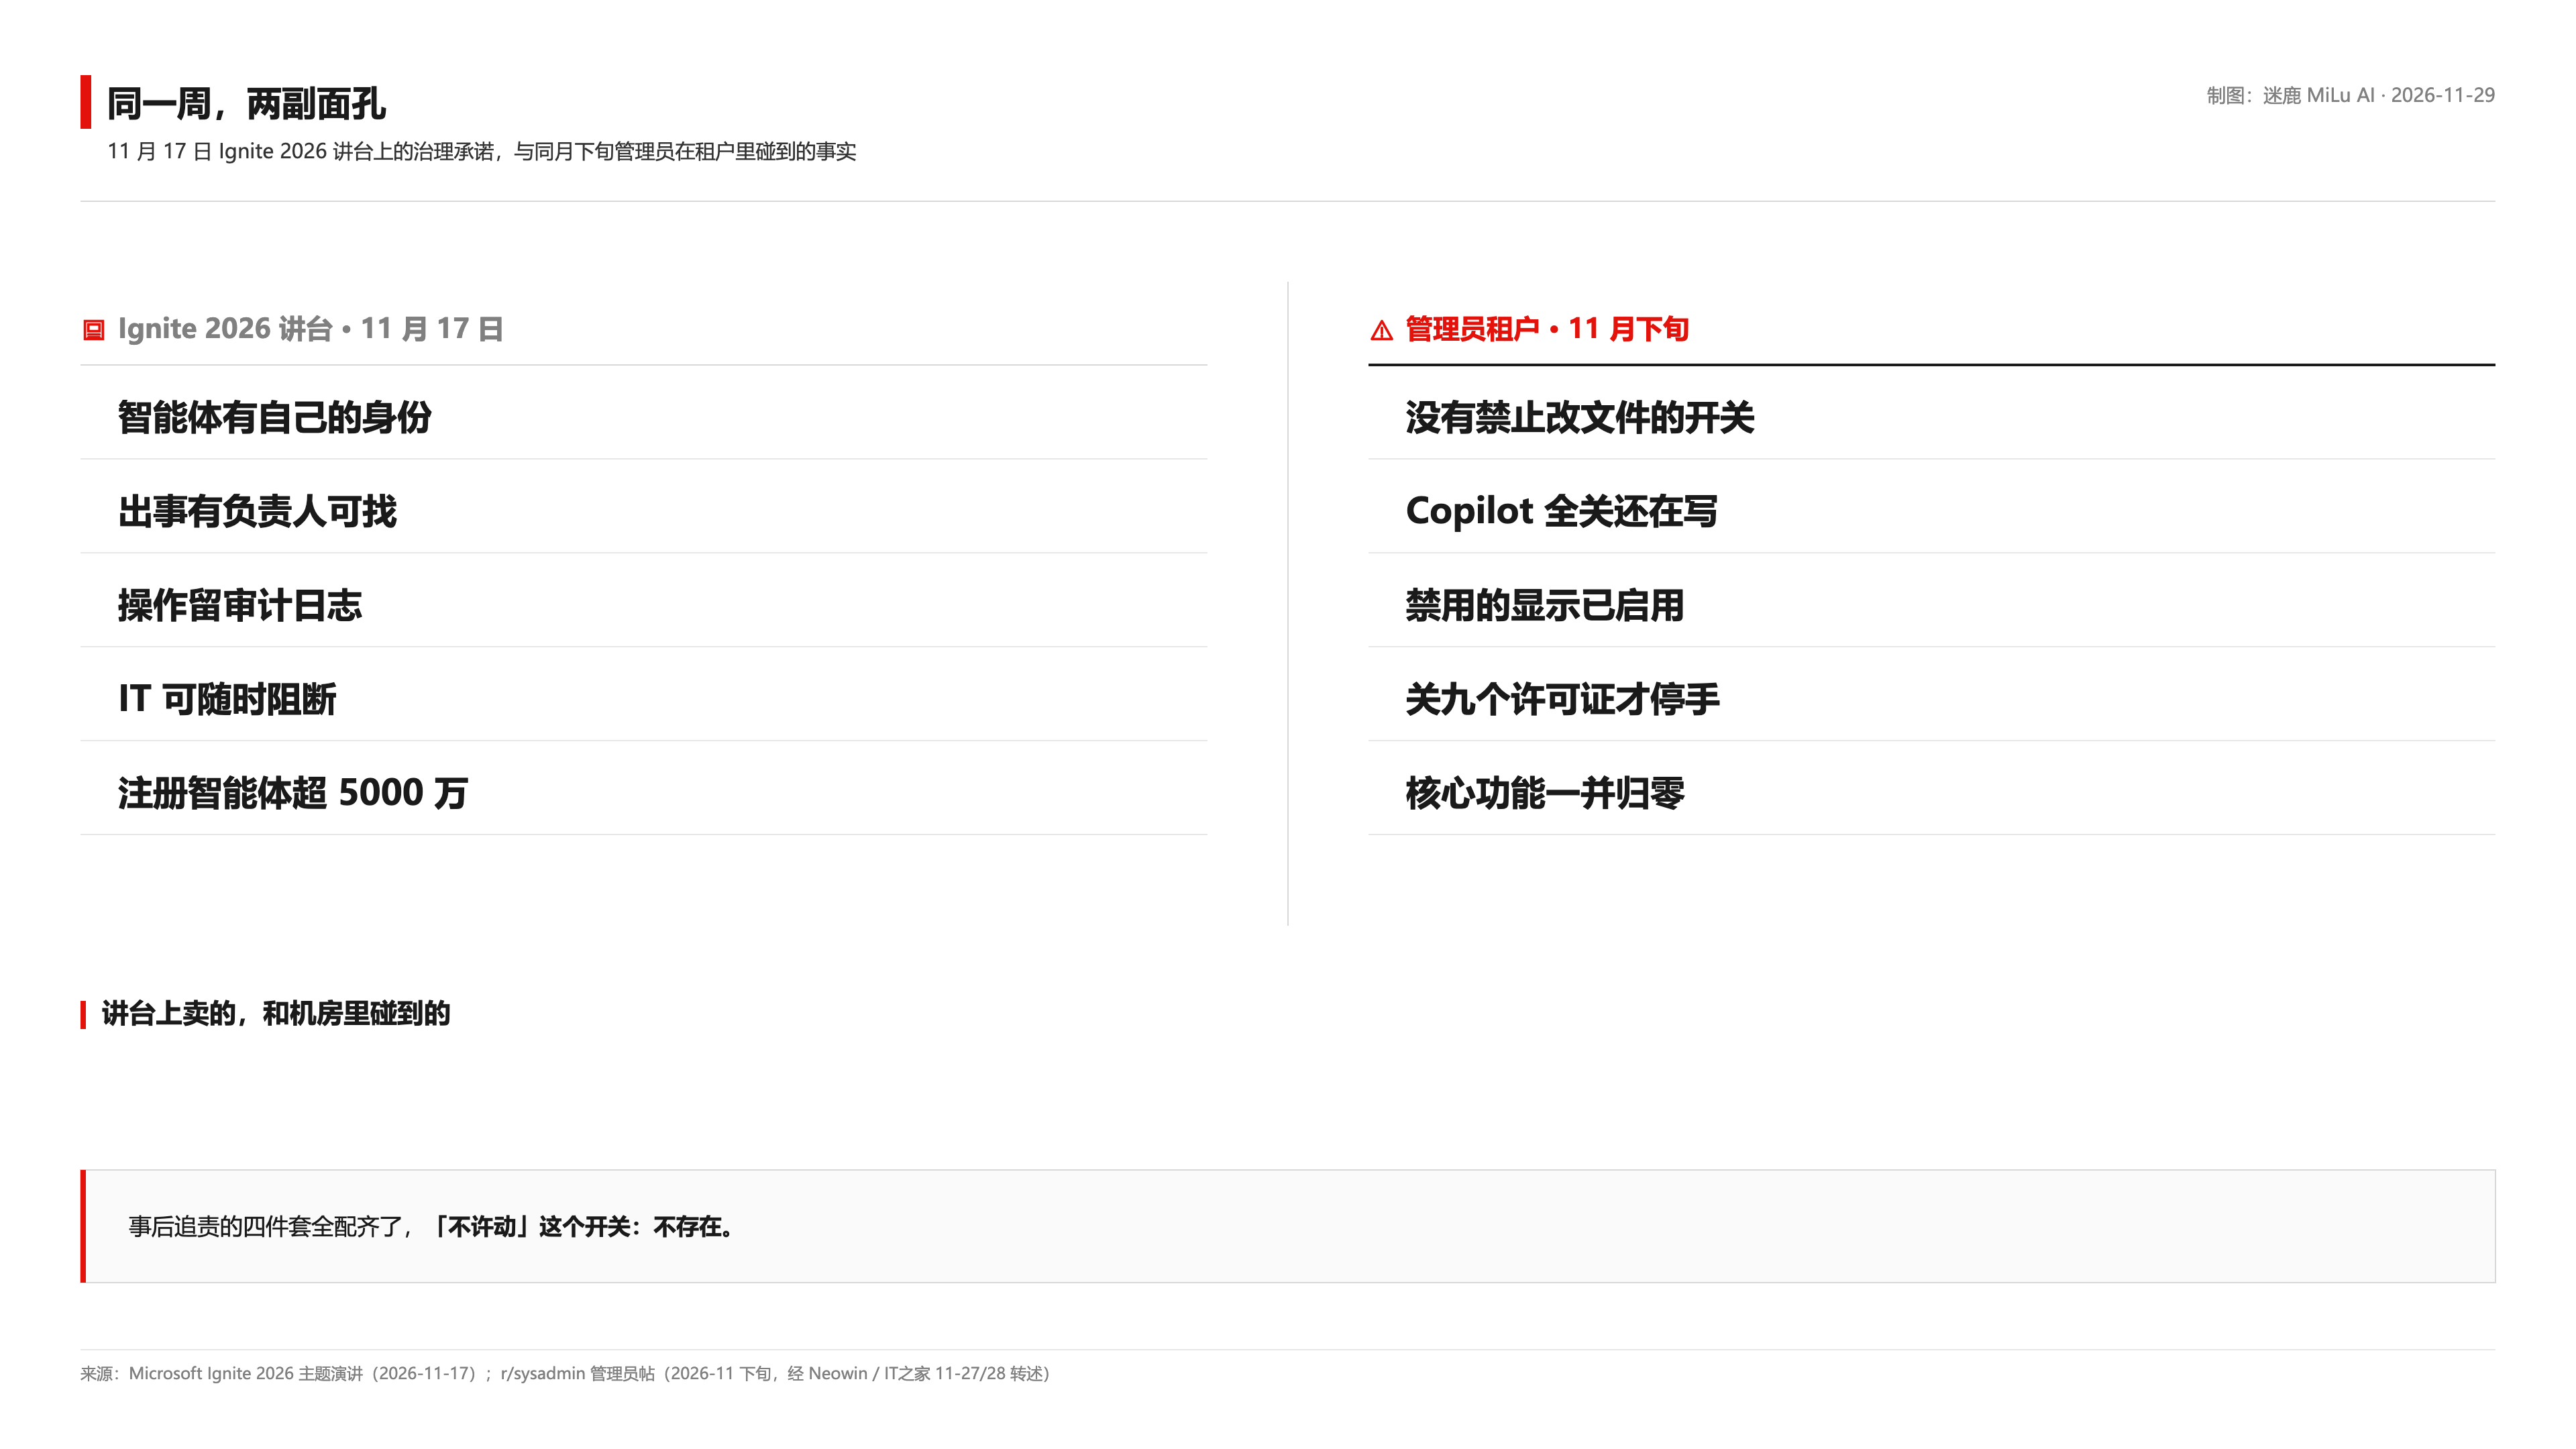 同一周，两副面孔
制图：迷鹿 MiLu AI · 2026-11-29
11 月 17 日 Ignite 2026 讲台上的治理承诺，与同月下旬管理员在租户里碰到的事实
Ignite 2026 讲台 • 11 月 17 日
智能体有自己的身份
出事有负责人可找
操作留审计日志
IT 可随时阻断
注册智能体超 5000 万
管理员租户 • 11 月下旬
没有禁止改文件的开关
Copilot 全关还在写
禁用的显示已启用
关九个许可证才停手
核心功能一并归零
讲台上卖的，和机房里碰到的
事后追责的四件套全配齐了，「不许动」这个开关：不存在。
来源：Microsoft Ignite 2026 主题演讲（2026-11-17）；r/sysadmin 管理员帖（2026-11 下旬，经 Neowin / IT之家 11-27/28 转述）